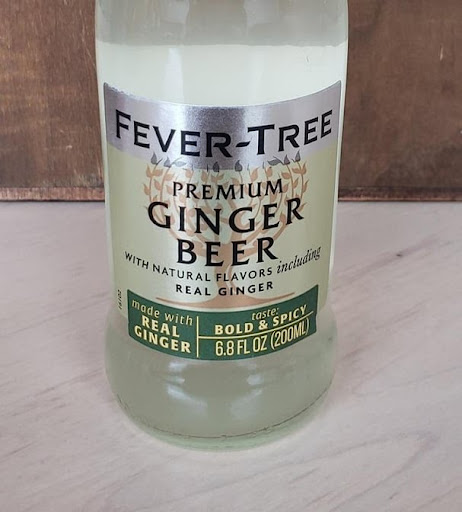 FEVER-TREE
PREMIUM
GINGER
BEER
WITH NATURAL FLAVORS including
REAL GINGER
made with
REAL
GINGER
taste:
BOLD & SPICY
6.8 FL OZ (200ML)